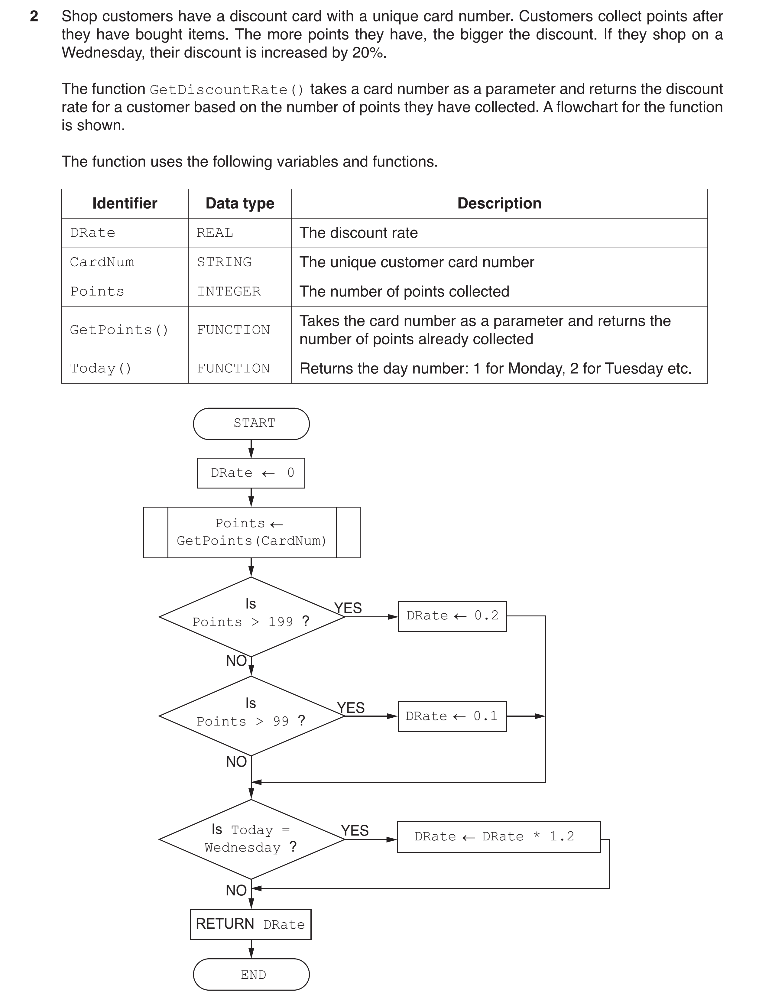 2 Shop customers have a discount card with a unique card number. Customers collect points after
they have bought items. The more points they have, the bigger the discount. If they shop on a
Wednesday, their discount is increased by 20%.
The function GetDiscountRate() takes a card number as a parameter and returns the discount
rate for a customer based on the number of points they have collected. A flowchart for the function
is shown.
The function uses the following variables and functions.
Identifier Data type Description
DRate REAL The discount rate
CardNum STRING The unique customer card number
Points INTEGER The number of points collected
GetPoints() FUNCTION Takes the card number as a parameter and returns the
number of points already collected
Today() FUNCTION Returns the day number: 1 for Monday, 2 for Tuesday etc.
START
DRate ← 0
Points ←
GetPoints(CardNum)
Is
Points > 199 ?
YES
DRate ← 0.2
NO
Is
Points > 99 ?
YES
DRate ← 0.1
NO
Is Today =
Wednesday ?
YES
DRate ← DRate * 1.2
NO
RETURN DRate
END